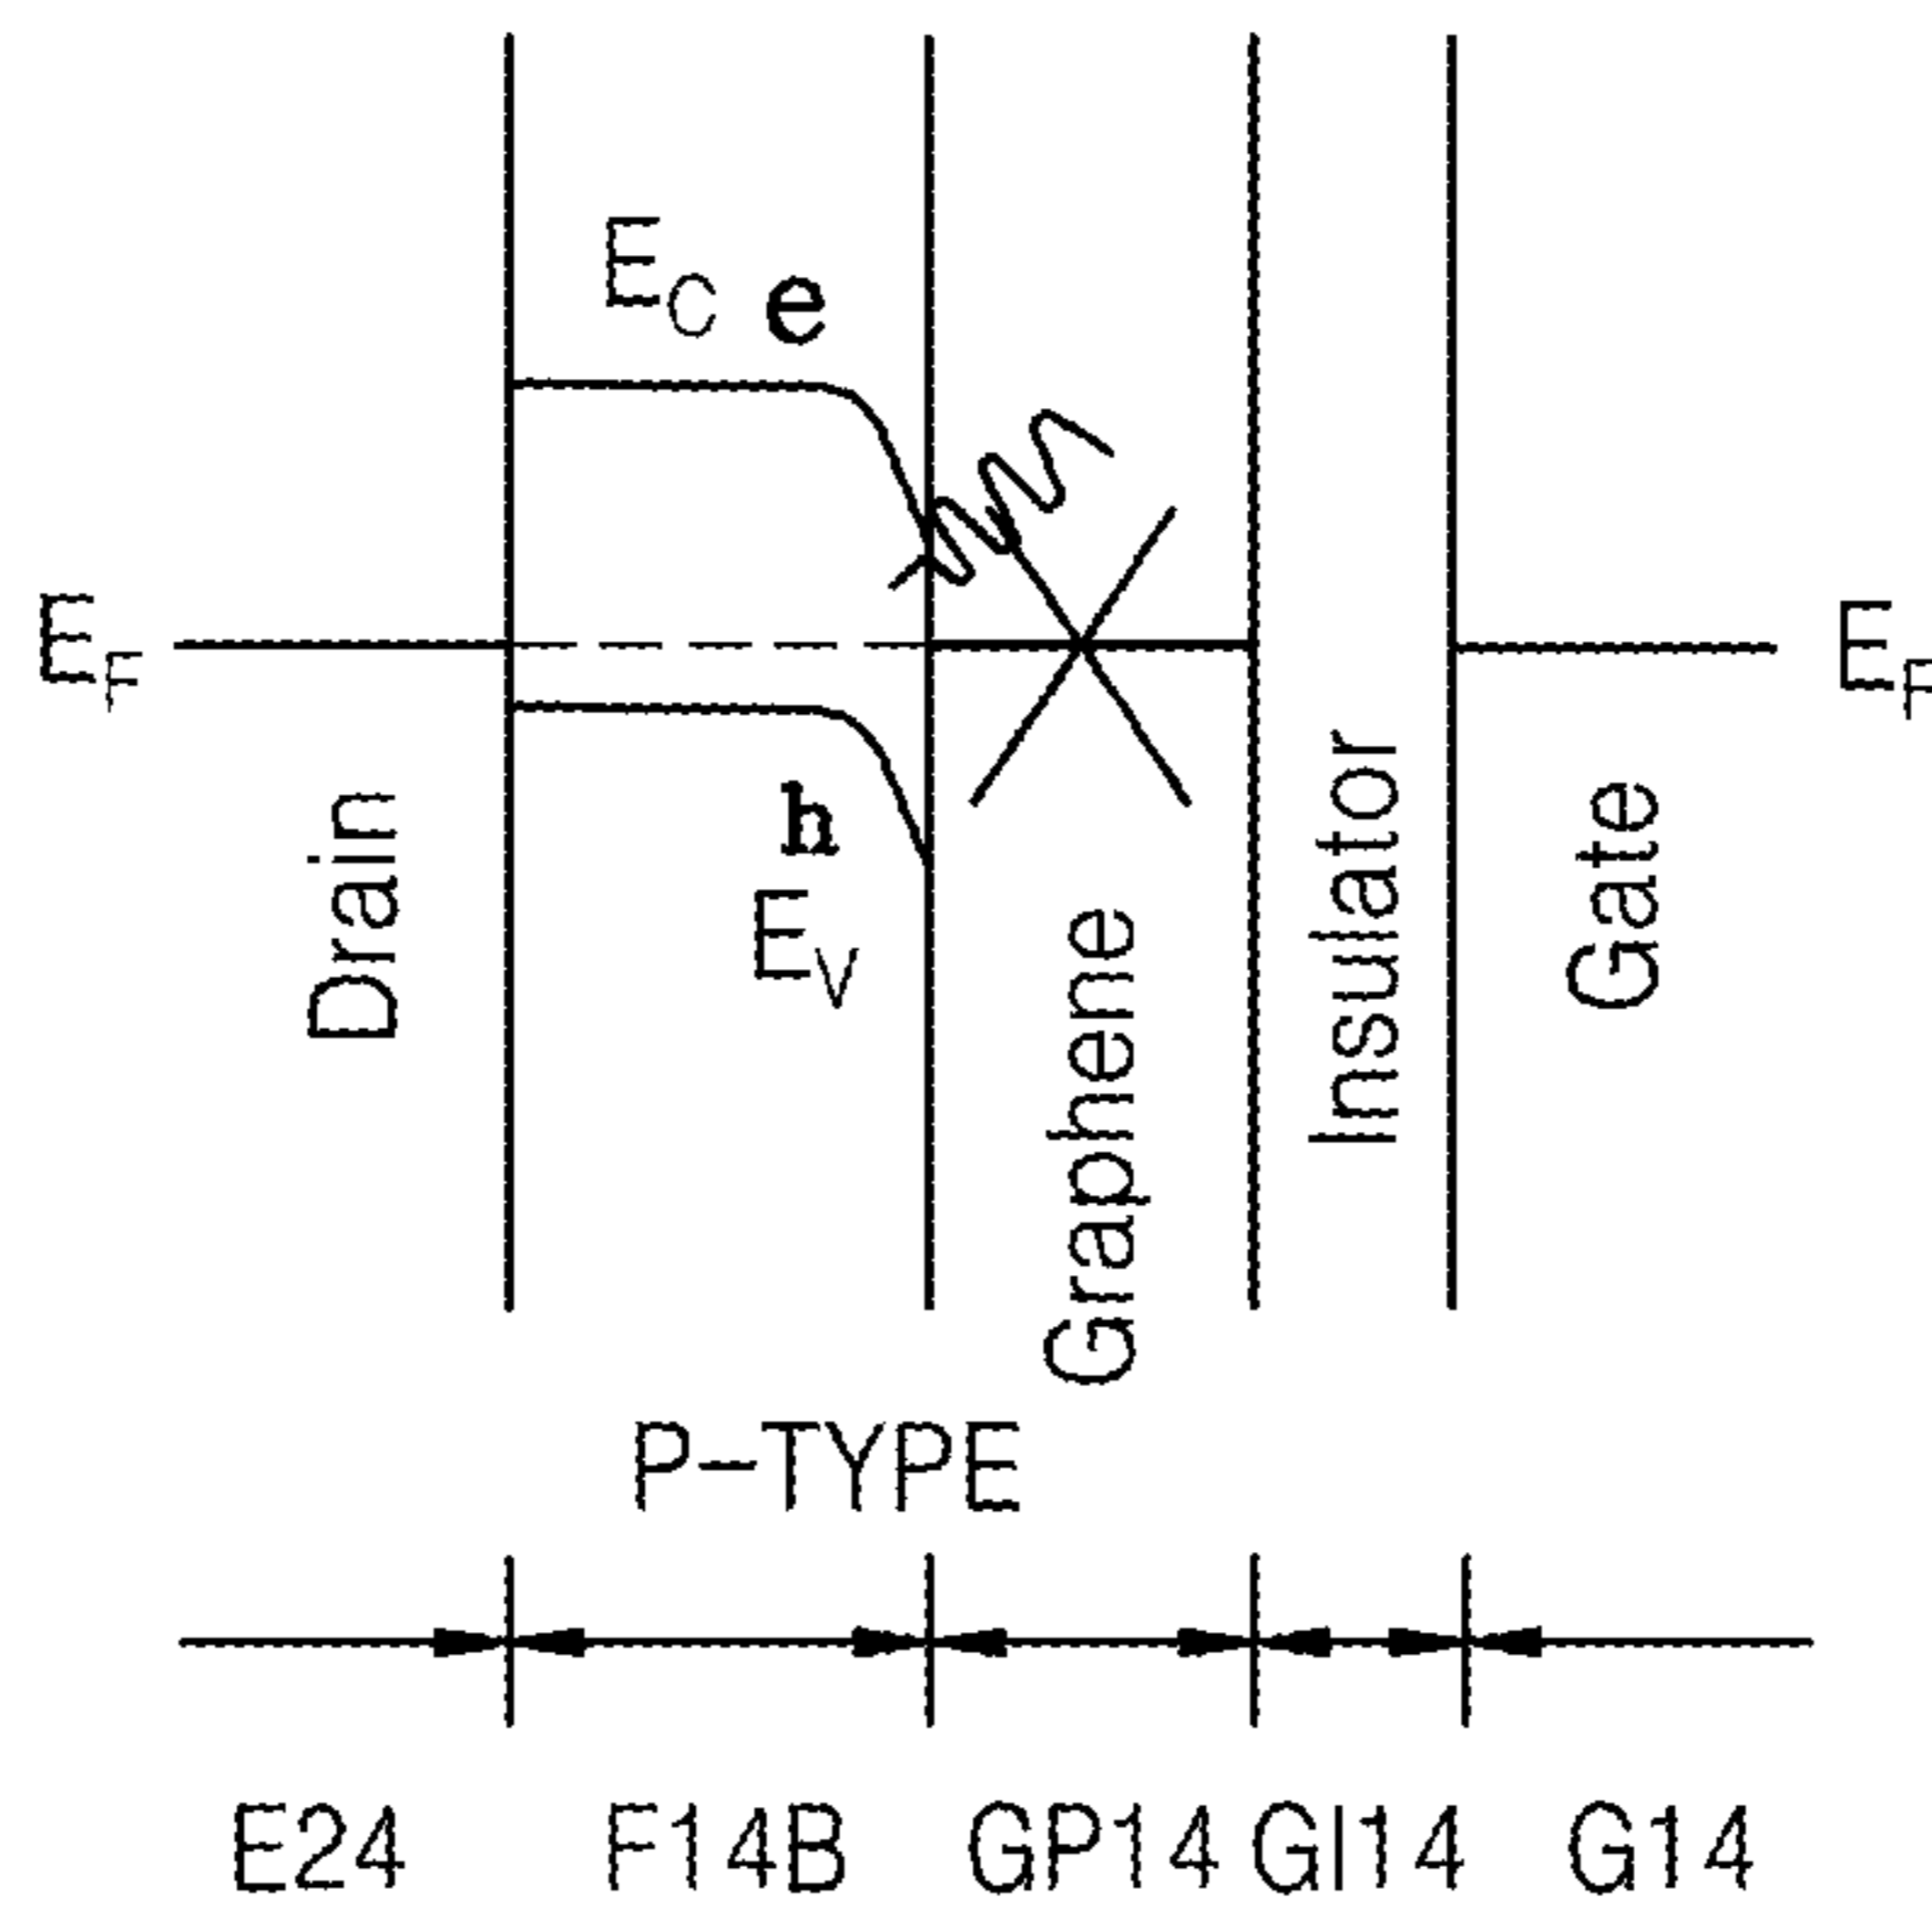 E_C e
E_F
E_F
h
E_V
Drain
Graphene
Insulator
Gate
P-TYPE
E24 F14B GP14 GI14 G14